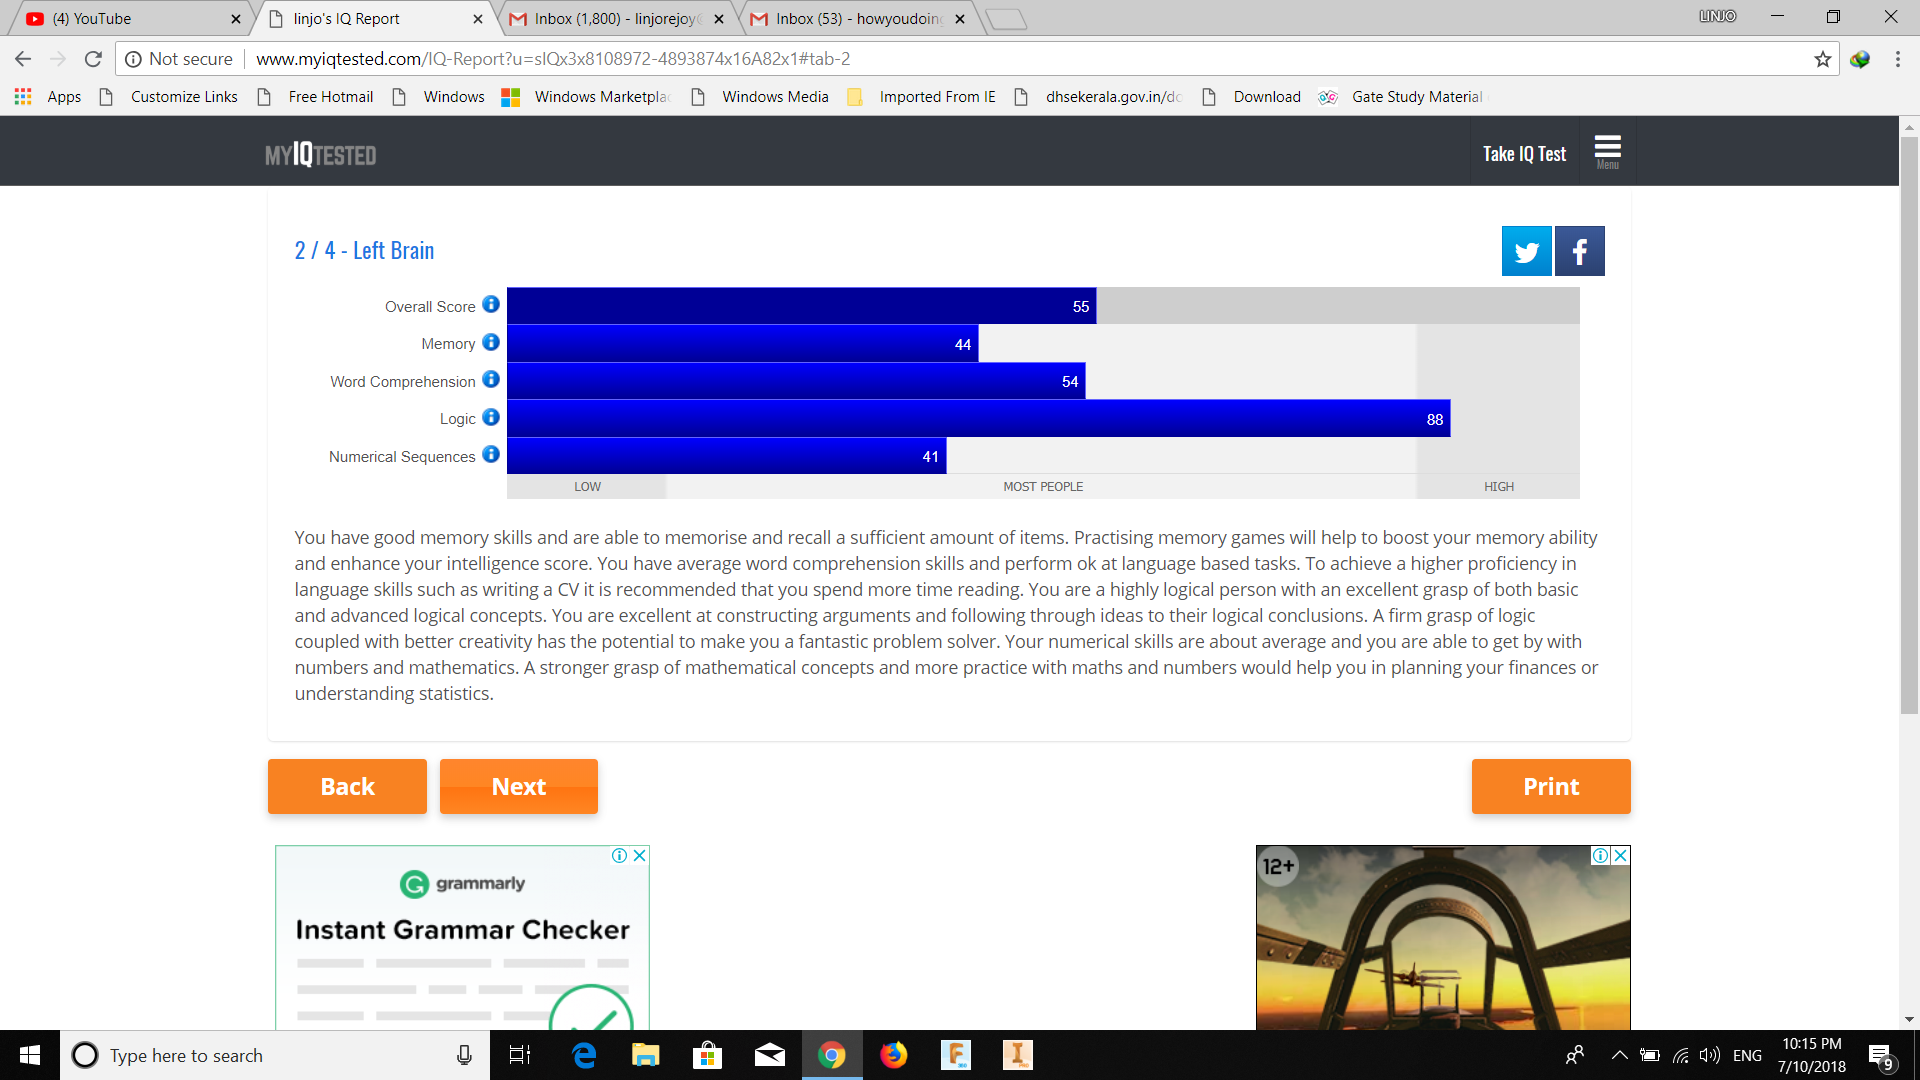 (4) YouTube
linjo's IQ Report
Inbox (1,800) - linjorejoy
Inbox (53) - howyoudoin
LINJO
Not secure
www.myiqtested.com/IQ-Report?u=sIQx3x8108972-4893874x16A82x1#tab-2
Apps
Customize Links
Free Hotmail
Windows
Windows Marketpla
Windows Media
Imported From IE
dhsekerala.gov.in/dc
Download
Gate Study Material
MYIQTESTED
Take IQ Test
Menu
2 / 4 - Left Brain
Overall Score
55
Memory
44
Word Comprehension
54
Logic
88
Numerical Sequences
41
LOW
MOST PEOPLE
HIGH
You have good memory skills and are able to memorise and recall a sufficient amount of items. Practising memory games will help to boost your memory ability
and enhance your intelligence score. You have average word comprehension skills and perform ok at language based tasks. To achieve a higher proficiency in
language skills such as writing a CV it is recommended that you spend more time reading. You are a highly logical person with an excellent grasp of both basic
and advanced logical concepts. You are excellent at constructing arguments and following through ideas to their logical conclusions. A firm grasp of logic
coupled with better creativity has the potential to make you a fantastic problem solver. Your numerical skills are about average and you are able to get by with
numbers and mathematics. A stronger grasp of mathematical concepts and more practice with maths and numbers would help you in planning your finances or
understanding statistics.
Back
Next
Print
grammarly
Instant Grammar Checker
12+
Type here to search
ENG
10:15 PM
7/10/2018
9